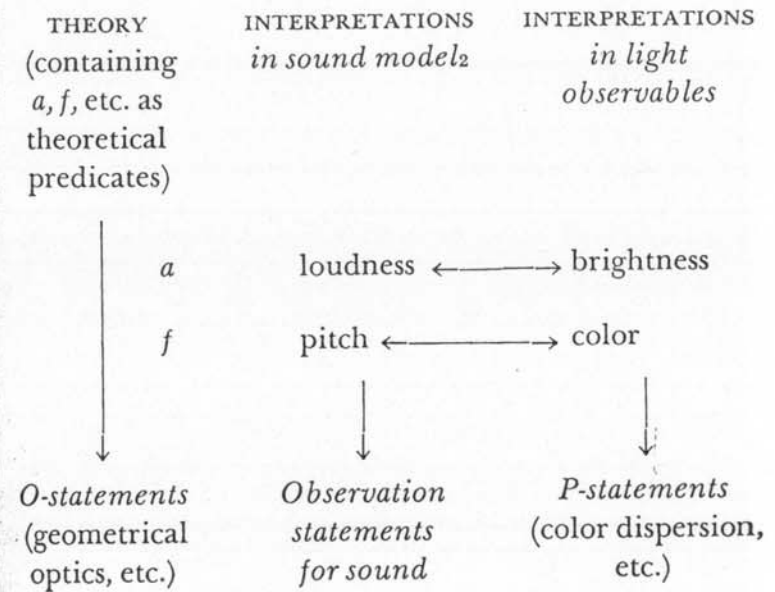 THEORY
(containing
a, f, etc. as
theoretical
predicates)
INTERPRETATIONS
in sound model₂
INTERPRETATIONS
in light
observables
a loudness brightness
f pitch color
O-statements
(geometrical
optics, etc.)
Observation
statements
for sound
P-statements
(color dispersion,
etc.)